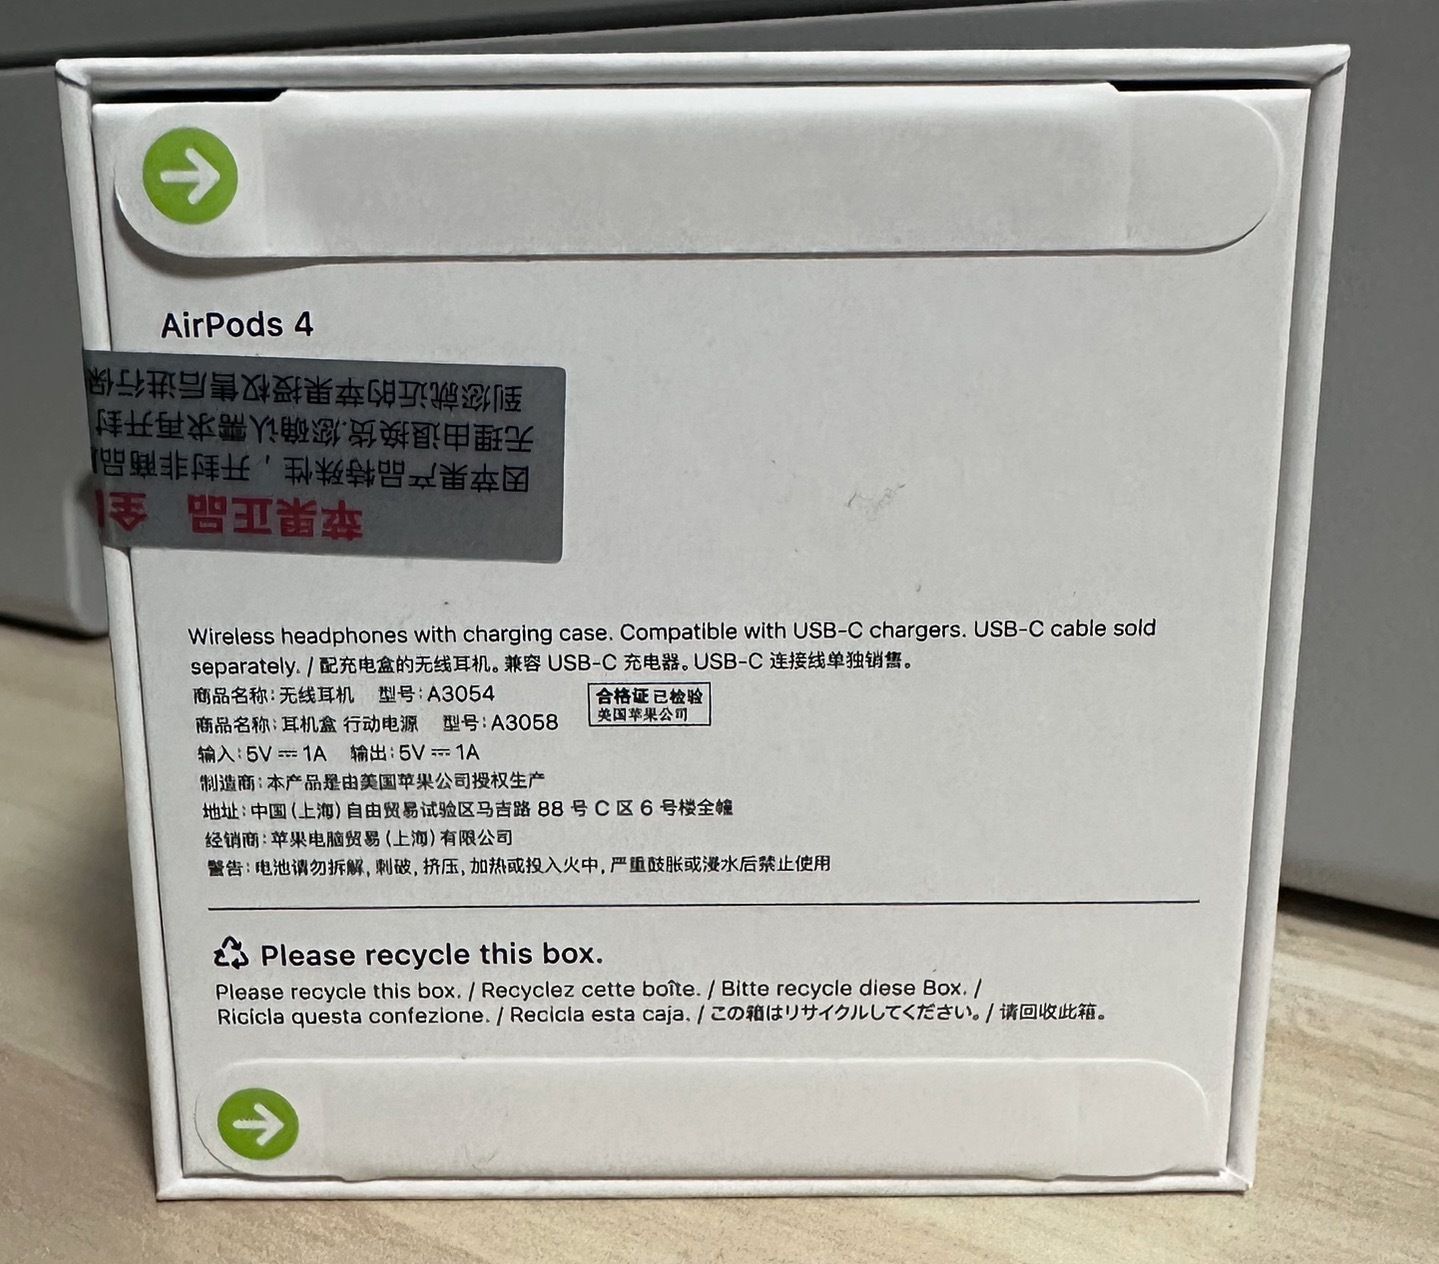 AirPods 4
苹果正品 全
因苹果产品特殊性，开封非商品
无理由退换货.您确认需求再开封
到您就近的苹果授权售后进行保
Wireless headphones with charging case. Compatible with USB-C chargers. USB-C cable sold
separately. / 配充电盒的无线耳机。兼容 USB-C 充电器。USB-C 连接线单独销售。
商品名称：无线耳机 型号：A3054
合格证 已检验
美国苹果公司
商品名称：耳机盒 行动电源 型号：A3058
输入：5V ⎓ 1A 输出：5V ⎓ 1A
制造商：本产品是由美国苹果公司授权生产
地址：中国（上海）自由贸易试验区马吉路 88 号 C 区 6 号楼全幢
经销商：苹果电脑贸易（上海）有限公司
警告：电池请勿拆解，刺破，挤压，加热或投入火中，严重鼓胀或浸水后禁止使用
Please recycle this box.
Please recycle this box. / Recyclez cette boîte. / Bitte recycle diese Box. /
Ricicla questa confezione. / Recicla esta caja. / この箱はリサイクルしてください。/ 请回收此箱。